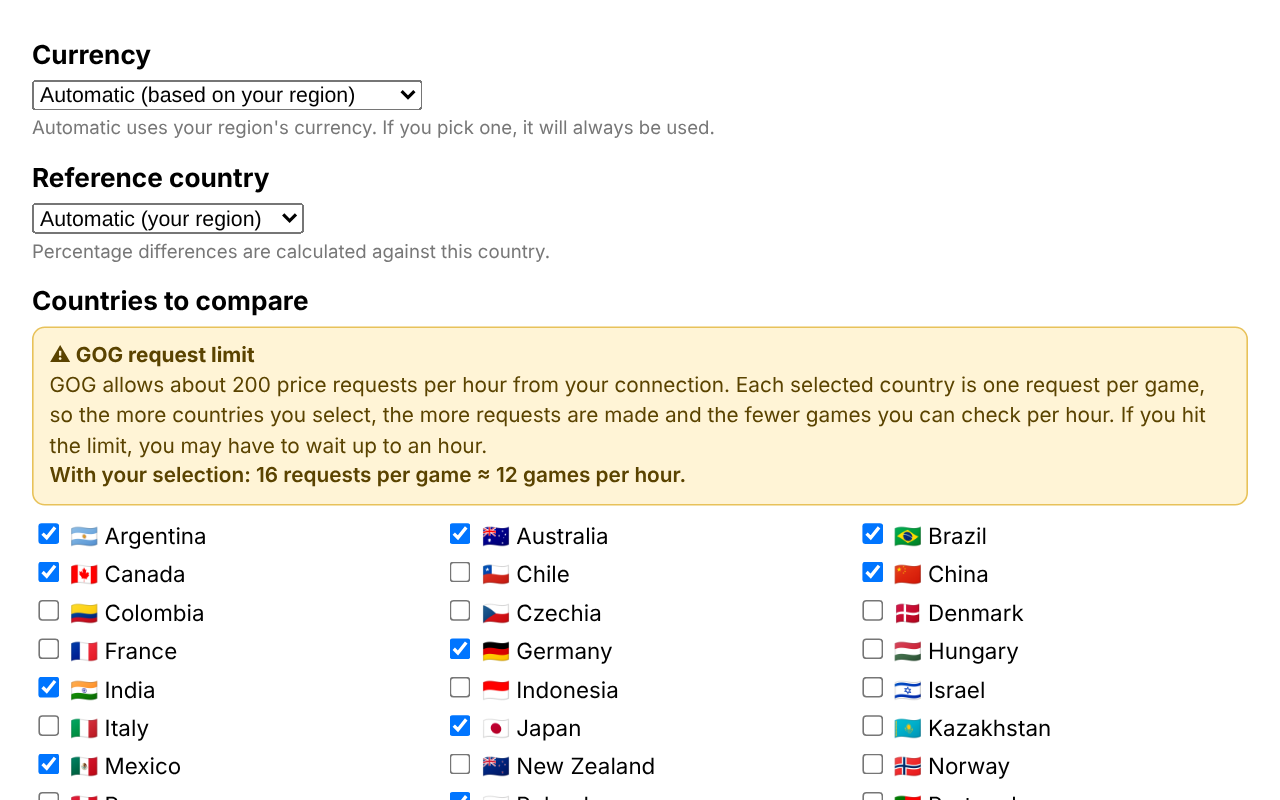 Currency
Automatic (based on your region)
Automatic uses your region's currency. If you pick one, it will always be used.
Reference country
Automatic (your region)
Percentage differences are calculated against this country.
Countries to compare
⚠ GOG request limit
GOG allows about 200 price requests per hour from your connection. Each selected country is one request per game,
so the more countries you select, the more requests are made and the fewer games you can check per hour. If you hit
the limit, you may have to wait up to an hour.
With your selection: 16 requests per game ≈ 12 games per hour.
Argentina
Australia
Brazil
Canada
Chile
China
Colombia
Czechia
Denmark
France
Germany
Hungary
India
Indonesia
Israel
Italy
Japan
Kazakhstan
Mexico
New Zealand
Norway